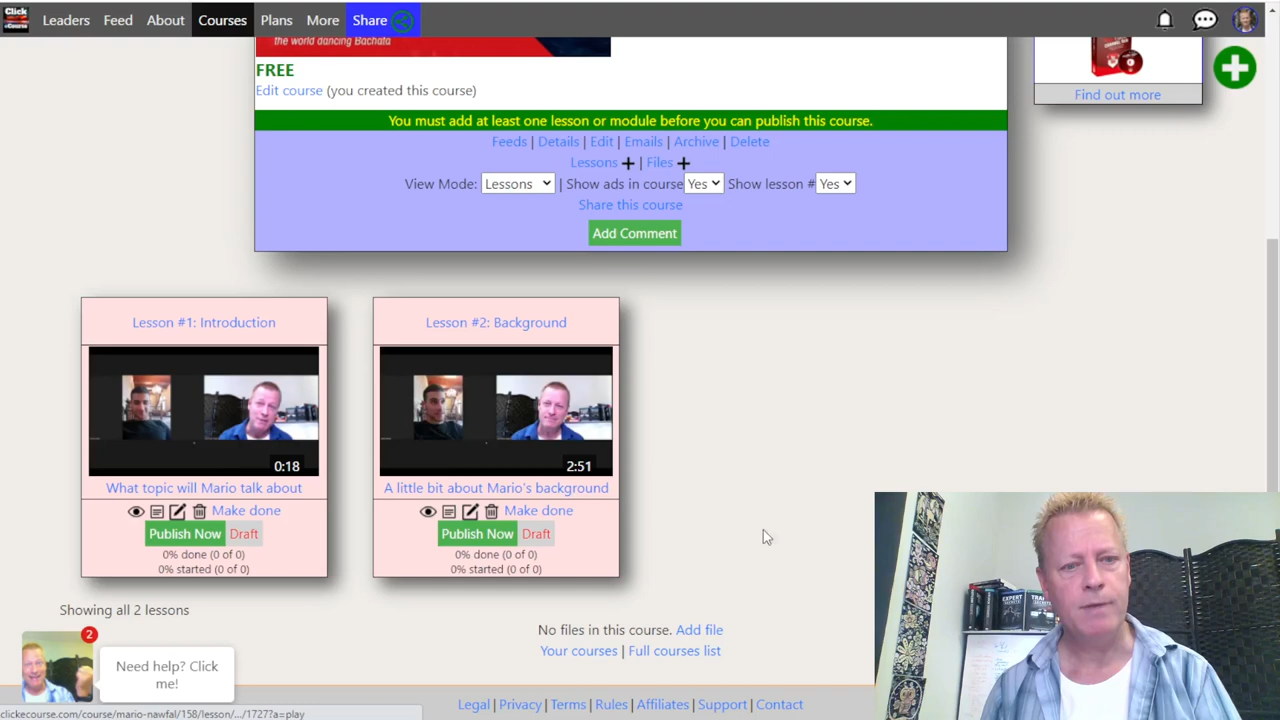 Click
eCourse
Leaders Feed About Courses Plans More Share
the world dancing Bachata
FREE
Edit course (you created this course)
Find out more
You must add at least one lesson or module before you can publish this course.
Feeds | Details | Edit | Emails | Archive | Delete
Lessons + | Files +
View Mode: Lessons | Show ads in course Yes Show lesson # Yes
Share this course
Add Comment
Lesson #1: Introduction
0:18
What topic will Mario talk about
Make done
Publish Now Draft
0% done (0 of 0)
0% started (0 of 0)
Lesson #2: Background
2:51
A little bit about Mario's background
Make done
Publish Now Draft
0% done (0 of 0)
0% started (0 of 0)
Showing all 2 lessons
No files in this course. Add file
Your courses | Full courses list
2
Need help? Click
me!
Legal | Privacy | Terms | Rules | Affiliates | Support | Contact
clickecourse.com/course/mario-nawfal/158/lesson/.../1727?a=play
EXPERT